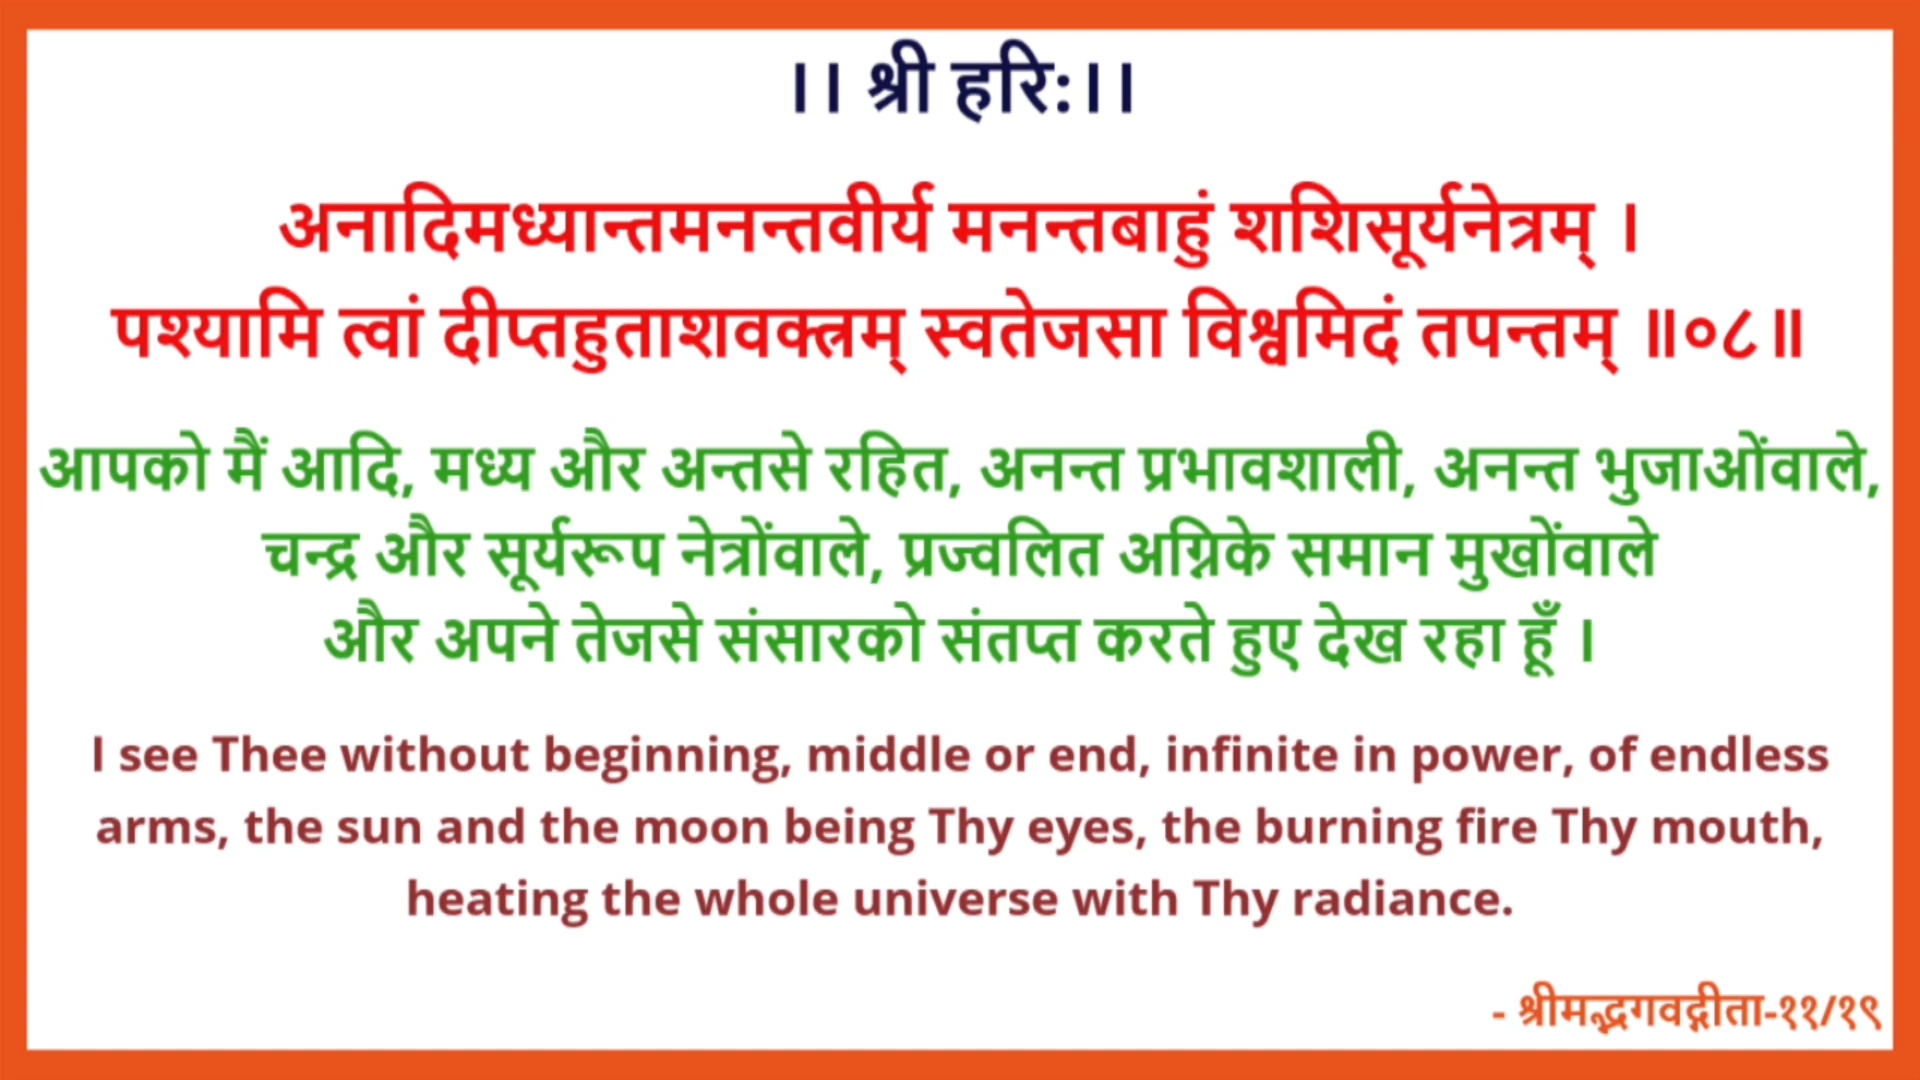 ।। श्री हरि:।।
अनादिमध्यान्तमनन्तवीर्य मनन्तबाहुं शशिसूर्यनेत्रम् ।
पश्यामि त्वां दीप्तहुताशवक्त्रम् स्वतेजसा विश्वमिदं तपन्तम् ॥०८॥
आपको मैं आदि, मध्य और अन्तसे रहित, अनन्त प्रभावशाली, अनन्त भुजाओंवाले,
चन्द्र और सूर्यरूप नेत्रोंवाले, प्रज्वलित अग्निके समान मुखोंवाले
और अपने तेजसे संसारको संतप्त करते हुए देख रहा हूँ ।
I see Thee without beginning, middle or end, infinite in power, of endless
arms, the sun and the moon being Thy eyes, the burning fire Thy mouth,
heating the whole universe with Thy radiance.
- श्रीमद्भगवद्गीता-११/१९